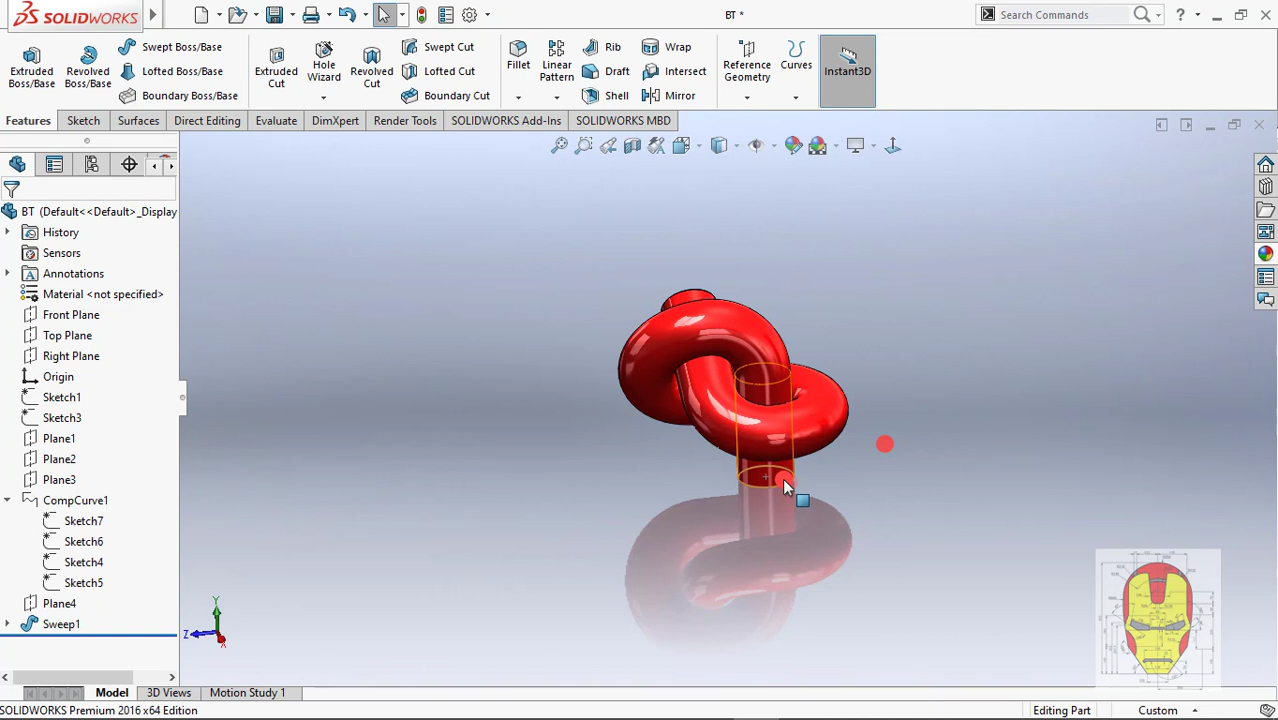 SOLIDWORKS
BT *
Search Commands
?
Extruded Boss/Base
Revolved Boss/Base
Swept Boss/Base
Lofted Boss/Base
Boundary Boss/Base
Extruded Cut
Hole Wizard
Revolved Cut
Swept Cut
Lofted Cut
Boundary Cut
Fillet
Linear Pattern
Rib
Draft
Shell
Wrap
Intersect
Mirror
Reference Geometry
Curves
Instant3D
Features
Sketch
Surfaces
Direct Editing
Evaluate
DimXpert
Render Tools
SOLIDWORKS Add-Ins
SOLIDWORKS MBD
BT (Default<<Default>_Display
History
Sensors
Annotations
Material <not specified>
Front Plane
Top Plane
Right Plane
Origin
Sketch1
Sketch3
Plane1
Plane2
Plane3
CompCurve1
Sketch7
Sketch6
Sketch4
Sketch5
Plane4
Sweep1
Y
Z
X
Model
3D Views
Motion Study 1
SOLIDWORKS Premium 2016 x64 Edition
Editing Part
Custom